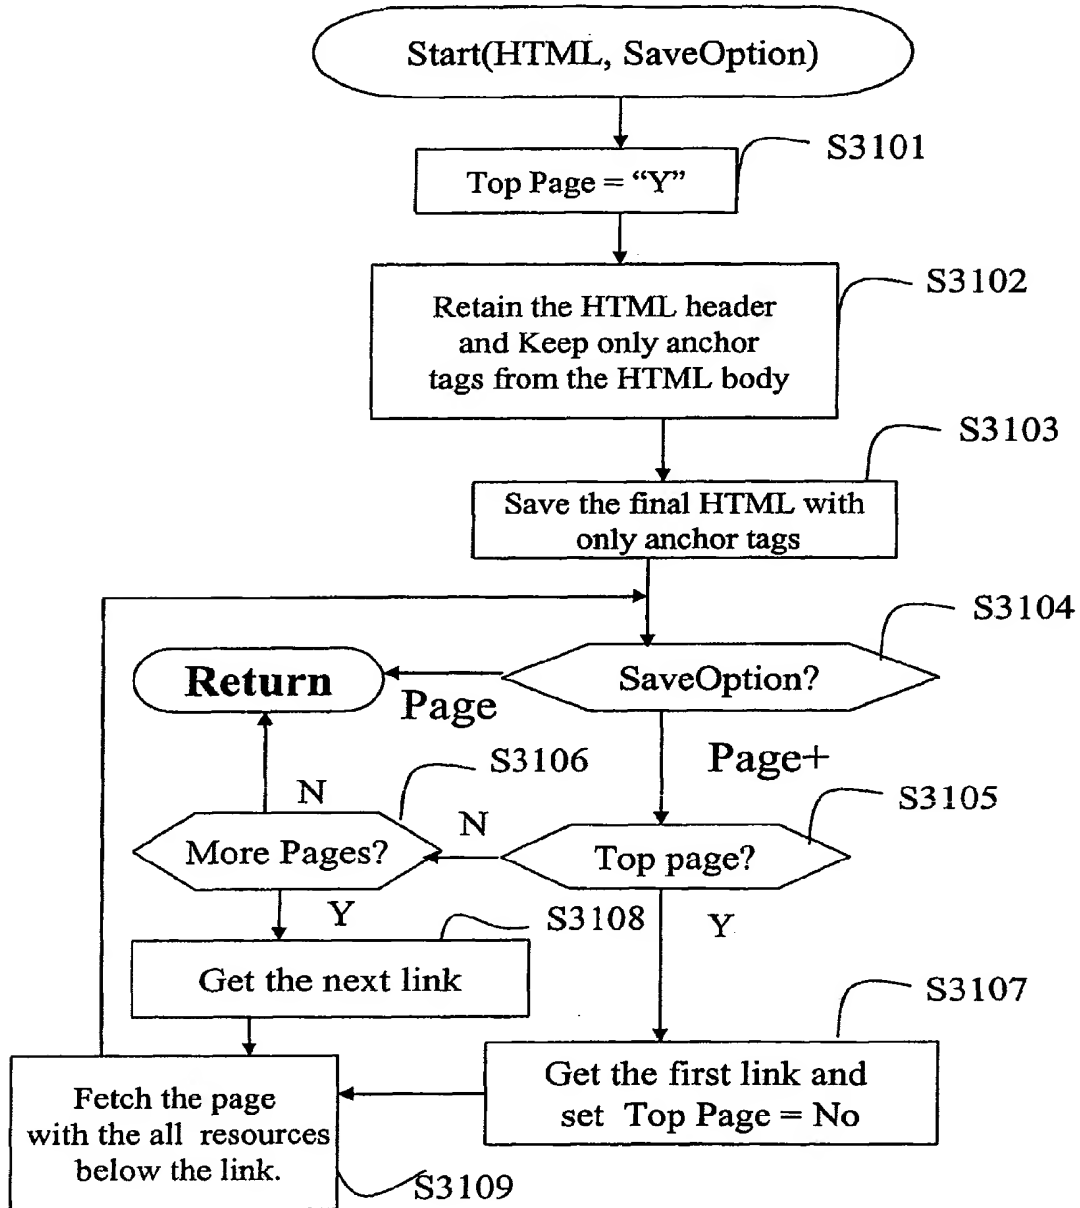 Start(HTML, SaveOption)
S3101
Top Page = “Y”
S3102
Retain the HTML header
and Keep only anchor
tags from the HTML body
S3103
Save the final HTML with
only anchor tags
S3104
Return
SaveOption?
Page
Page+
S3106
S3105
N
N
More Pages?
Top page?
Y
S3108
Y
Get the next link
S3107
Get the first link and
set Top Page = No
Fetch the page
with the all resources
below the link.
S3109